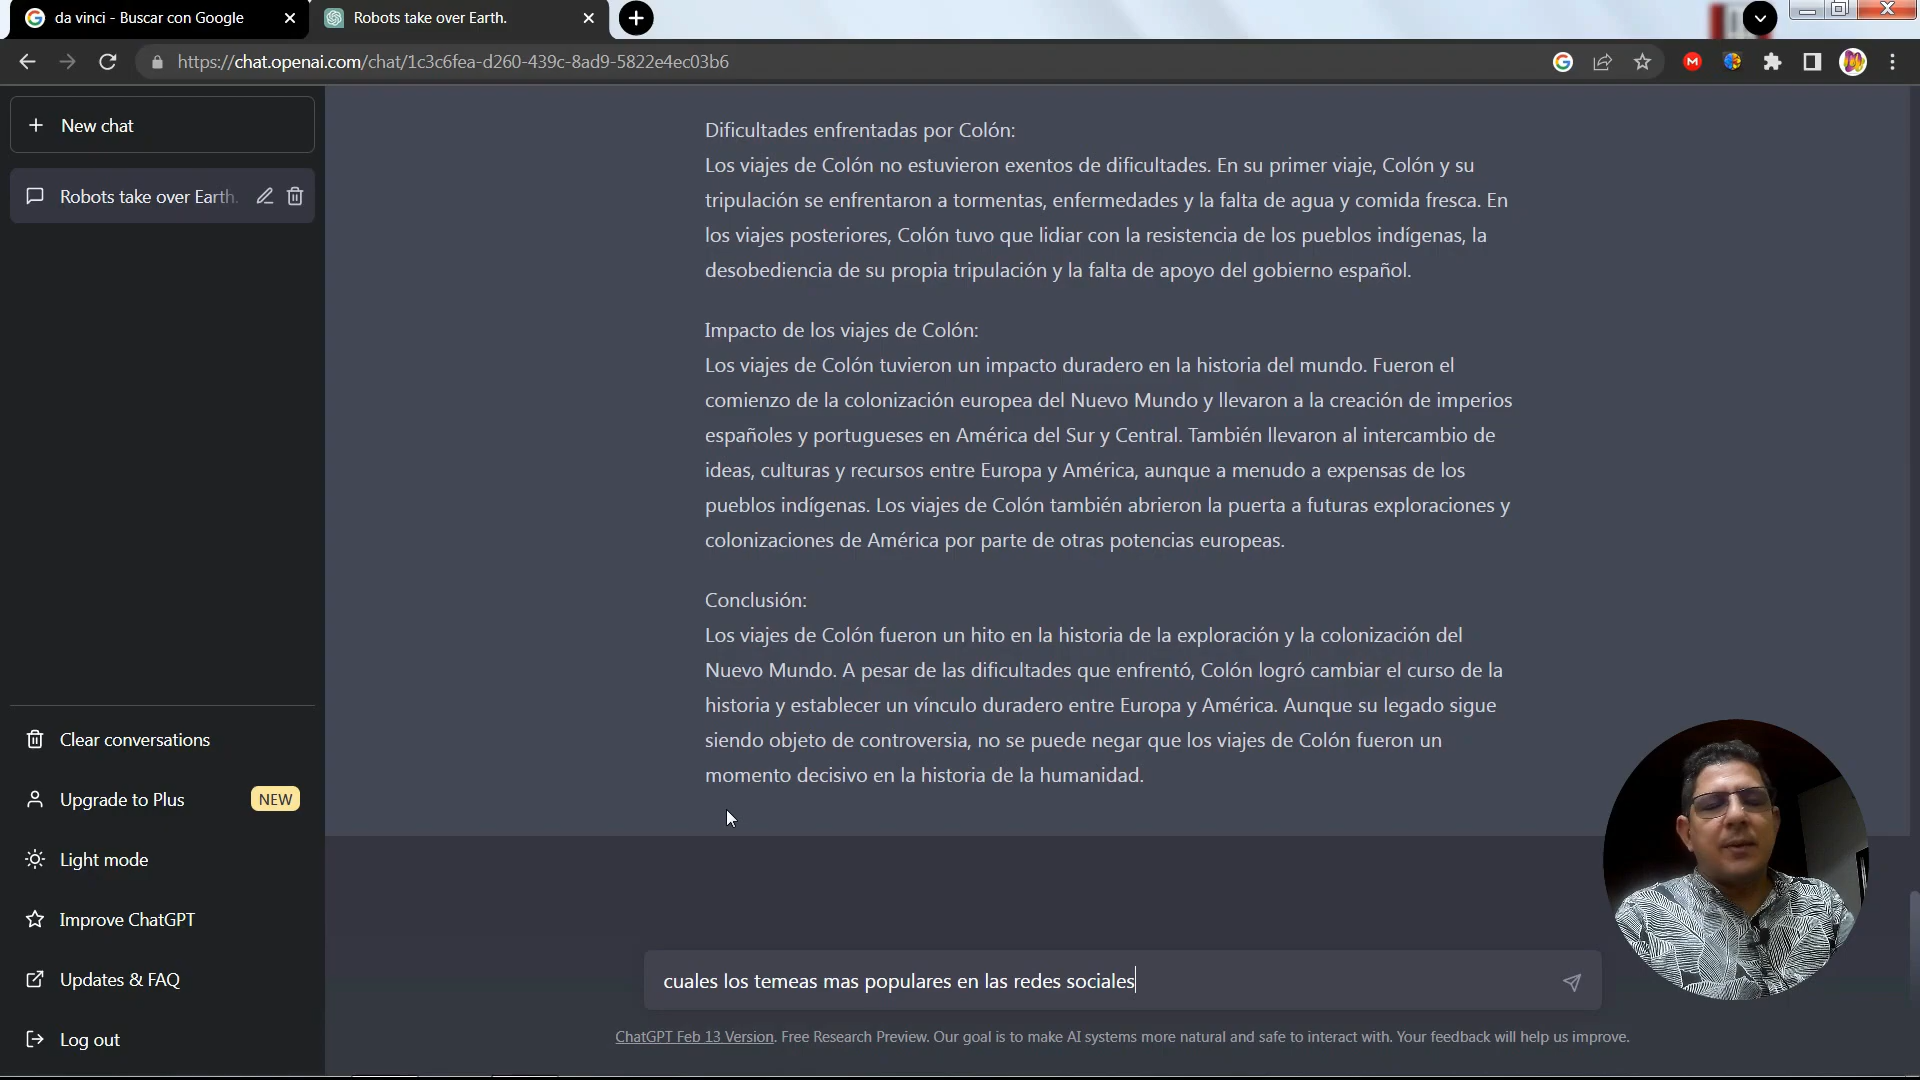 da vinci - Buscar con Google
Robots take over Earth.
https://chat.openai.com/chat/1c3c6fea-d260-439c-8ad9-5822e4ec03b6
New chat
Robots take over Earth.
Dificultades enfrentadas por Colón:
Los viajes de Colón no estuvieron exentos de dificultades. En su primer viaje, Colón y su
tripulación se enfrentaron a tormentas, enfermedades y la falta de agua y comida fresca. En
los viajes posteriores, Colón tuvo que lidiar con la resistencia de los pueblos indígenas, la
desobediencia de su propia tripulación y la falta de apoyo del gobierno español.
Impacto de los viajes de Colón:
Los viajes de Colón tuvieron un impacto duradero en la historia del mundo. Fueron el
comienzo de la colonización europea del Nuevo Mundo y llevaron a la creación de imperios
españoles y portugueses en América del Sur y Central. También llevaron al intercambio de
ideas, culturas y recursos entre Europa y América, aunque a menudo a expensas de los
pueblos indígenas. Los viajes de Colón también abrieron la puerta a futuras exploraciones y
colonizaciones de América por parte de otras potencias europeas.
Conclusión:
Los viajes de Colón fueron un hito en la historia de la exploración y la colonización del
Nuevo Mundo. A pesar de las dificultades que enfrentó, Colón logró cambiar el curso de la
historia y establecer un vínculo duradero entre Europa y América. Aunque su legado sigue
siendo objeto de controversia, no se puede negar que los viajes de Colón fueron un
momento decisivo en la historia de la humanidad.
Clear conversations
Upgrade to Plus NEW
Light mode
Improve ChatGPT
Updates & FAQ
Log out
cuales los temeas mas populares en las redes sociales
ChatGPT Feb 13 Version. Free Research Preview. Our goal is to make AI systems more natural and safe to interact with. Your feedback will help us improve.